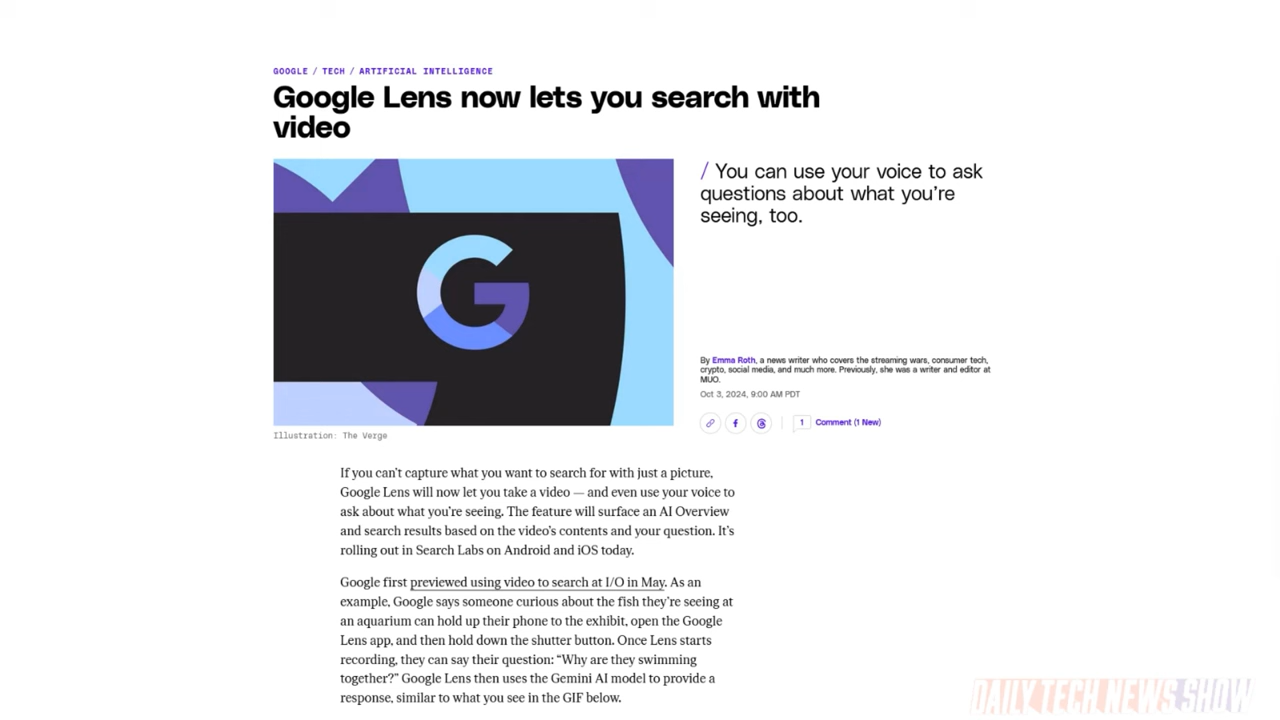 GOOGLE / TECH / ARTIFICIAL INTELLIGENCE
Google Lens now lets you search with
video
/ You can use your voice to ask
questions about what you’re
seeing, too.
By Emma Roth, a news writer who covers the streaming wars, consumer tech,
crypto, social media, and much more. Previously, she was a writer and editor at
MUO.
Oct 3, 2024, 9:00 AM PDT
1 Comment (1 New)
Illustration: The Verge
If you can’t capture what you want to search for with just a picture,
Google Lens will now let you take a video — and even use your voice to
ask about what you’re seeing. The feature will surface an AI Overview
and search results based on the video’s contents and your question. It’s
rolling out in Search Labs on Android and iOS today.
Google first previewed using video to search at I/O in May. As an
example, Google says someone curious about the fish they’re seeing at
an aquarium can hold up their phone to the exhibit, open the Google
Lens app, and then hold down the shutter button. Once Lens starts
recording, they can say their question: “Why are they swimming
together?” Google Lens then uses the Gemini AI model to provide a
response, similar to what you see in the GIF below.
DAILY TECH NEWS SHOW